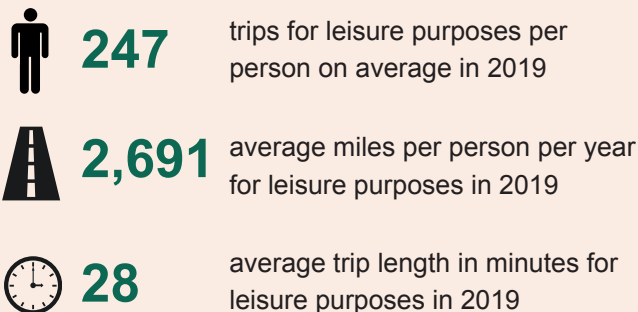 247
trips for leisure purposes per
person on average in 2019
2,691
average miles per person per year
for leisure purposes in 2019
28
average trip length in minutes for
leisure purposes in 2019